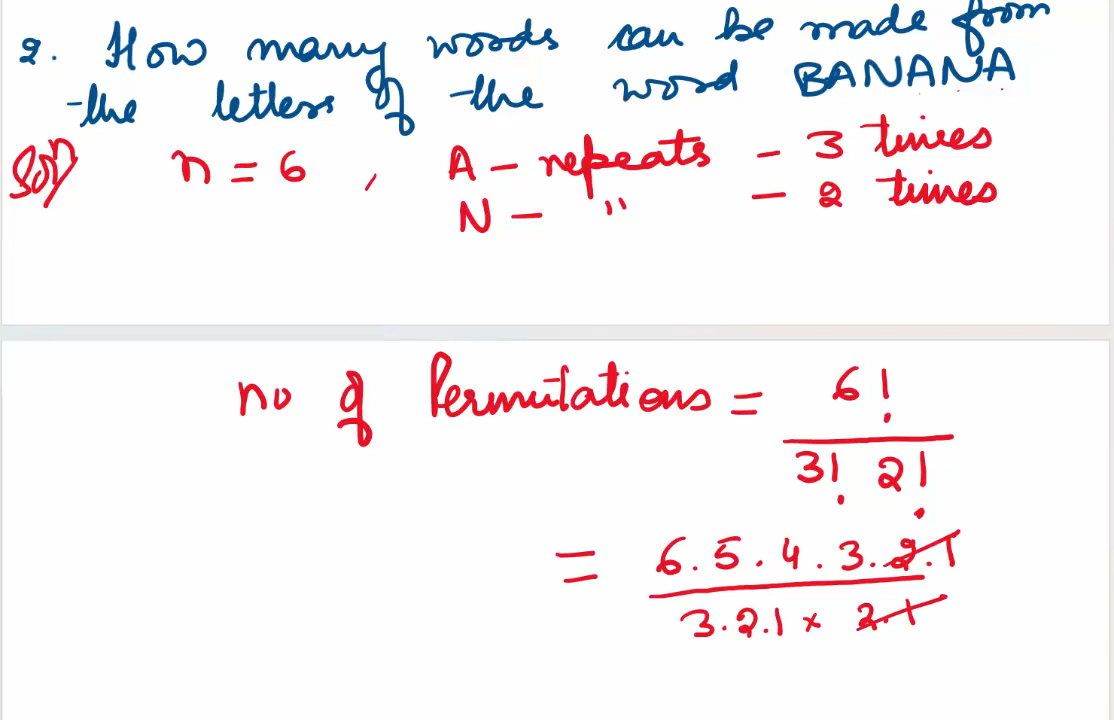 2. How many words can be made from
the letters of the word BANANA
Soln n = 6 , A - repeats - 3 times
N - " - 2 times
no of Permutations = 6! / 3! 2!
= 6.5.4.3.2.1 / 3.2.1 x 2.1